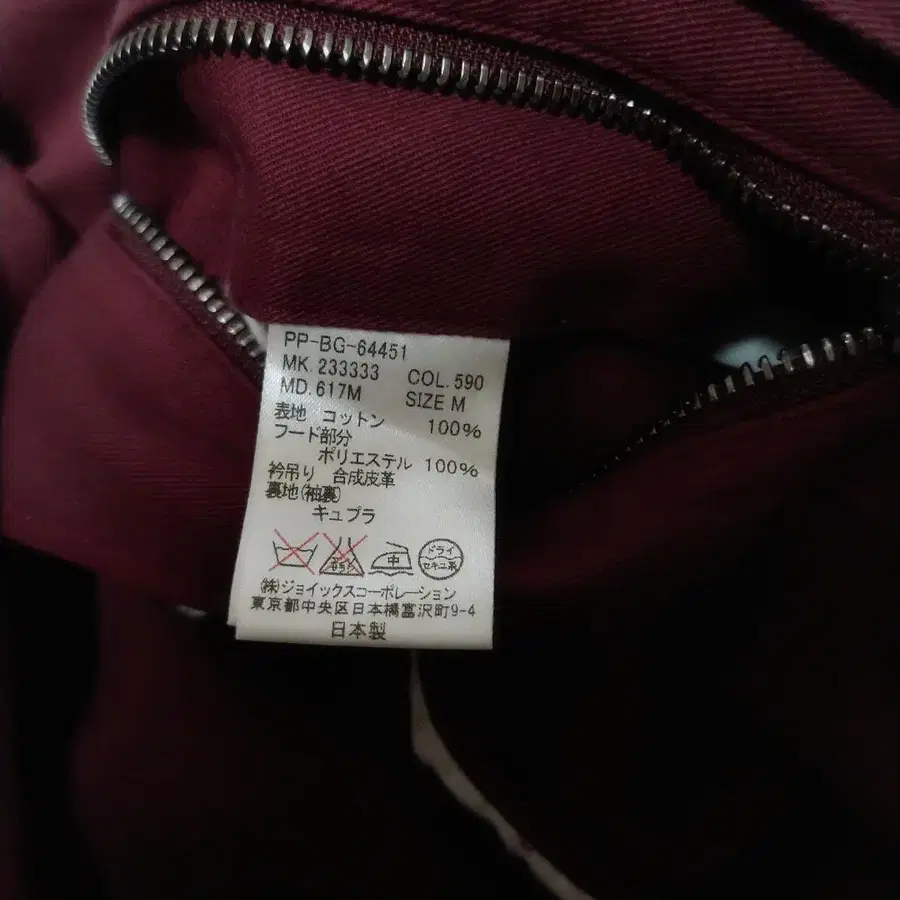 PP-BG-64451
MK. 233333 COL. 590
MD. 617M SIZE M
表地 コットン 100%
フード部分
ポリエステル 100%
衿吊り 合成皮革
裏地(袖裏)
キュプラ
中 ドライ
セキユ系
㈱ジョイックスコーポレーション
東京都中央区日本橋富沢町9-4
日本製